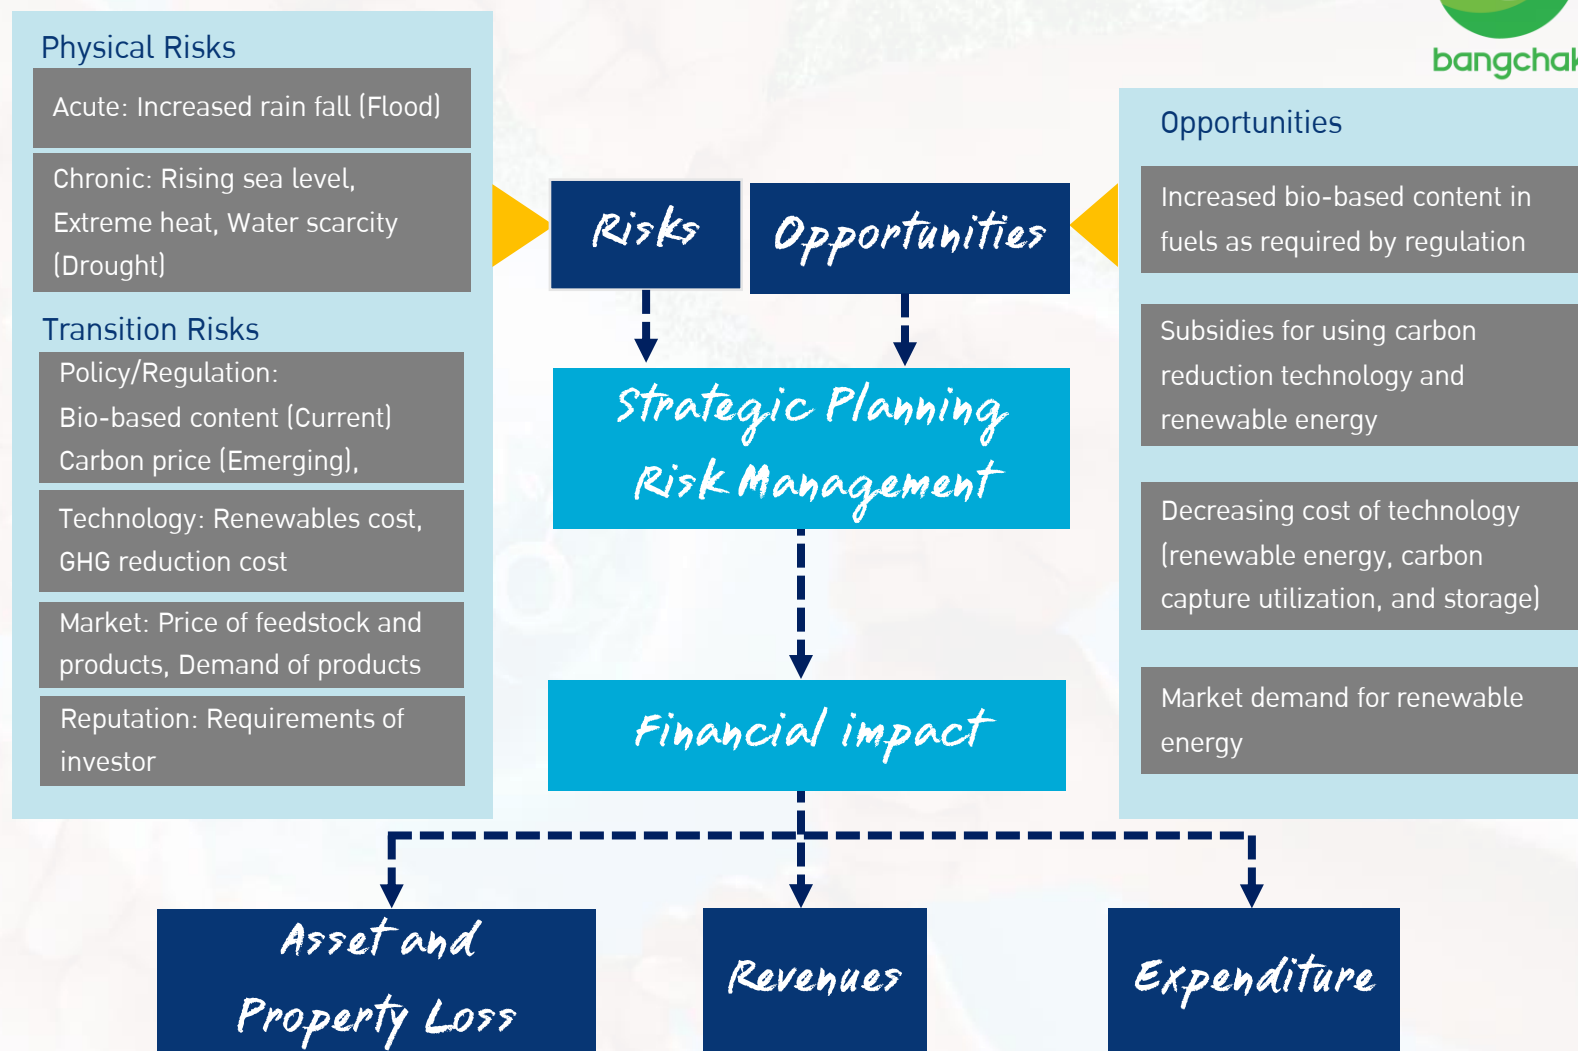 bangchak
Physical Risks
Acute: Increased rain fall (Flood)
Chronic: Rising sea level,
Extreme heat, Water scarcity
(Drought)
Transition Risks
Policy/Regulation:
Bio-based content (Current)
Carbon price (Emerging),
Technology: Renewables cost,
GHG reduction cost
Market: Price of feedstock and
products, Demand of products
Reputation: Requirements of
investor
Risks
Opportunities
Strategic Planning
Risk Management
Financial impact
Asset and
Property Loss
Revenues
Expenditure
Opportunities
Increased bio-based content in
fuels as required by regulation
Subsidies for using carbon
reduction technology and
renewable energy
Decreasing cost of technology
(renewable energy, carbon
capture utilization, and storage)
Market demand for renewable
energy